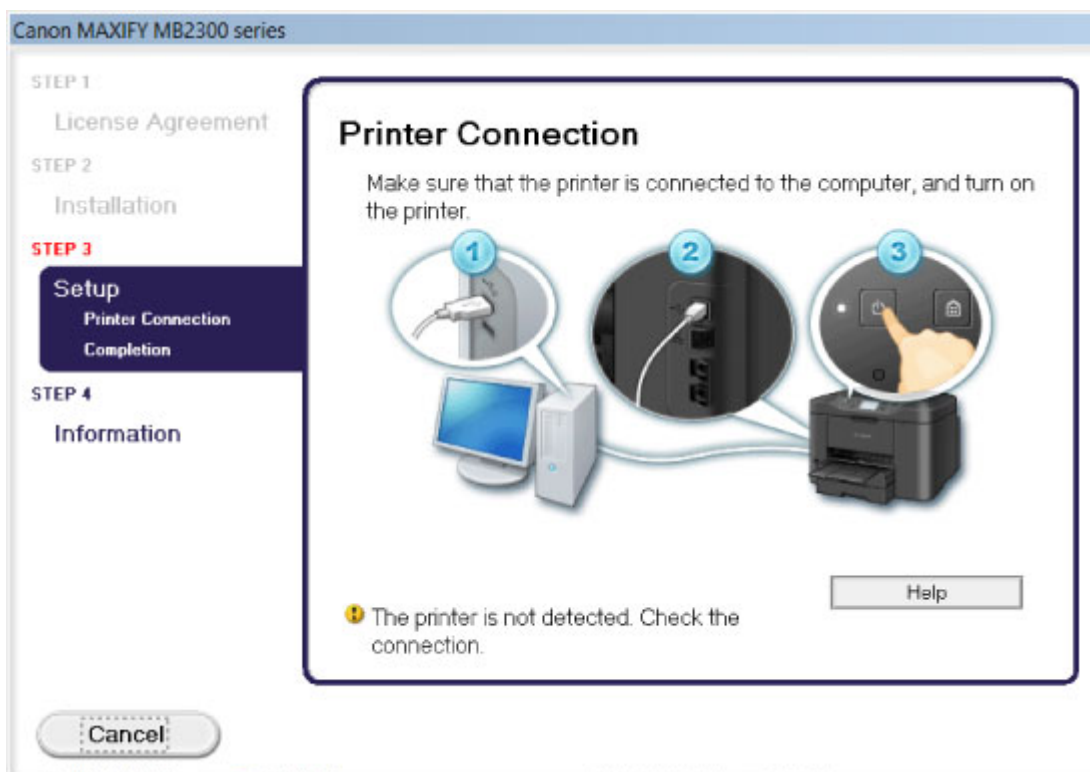 Canon MAXIFY MB2300 series
STEP 1
License Agreement
STEP 2
Installation
STEP 3
Setup
Printer Connection
Completion
STEP 4
Information
Printer Connection
Make sure that the printer is connected to the computer, and turn on
the printer.
1
2
3
Help
The printer is not detected. Check the
connection.
Cancel